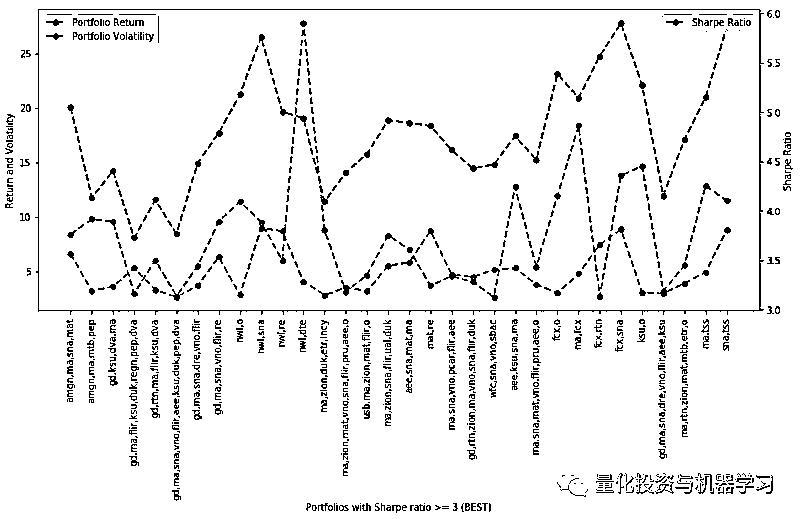 Portfolio Return
Portfolio Volatility
Sharpe Ratio
Return and Volatility
25
20
15
10
5
Sharpe Ratio
6.0
5.5
5.0
4.5
4.0
3.5
3.0
amgn,ma,sna,mat
amgn,ma,mtb,pep
gd,ksu,dva,ma
gd,ma,flir,ksu,duk,regn,pep,dva
gd,rtn,ma,flir,ksu,dva
gd,ma,sna,vno,flir,aee,ksu,duk,pep,dva
gd,ma,sna,dre,vno,flir
gd,ma,sna,vno,flir,re
nwl,o
nwl,sna
nwl,re
nwl,dte
ma,zion,duk,etr,incy
ma,zion,mat,vno,sna,flir,pru,aee,o
usb,ma,zion,mat,flir,o
ma,zion,sna,flir,ual,duk
aee,sna,mat,ma
mat,re
ma,sna,vno,pcar,flir,aee
gd,rtn,zion,ma,vno,sna,flir,duk
wfc,sna,vno,sbac
aee,ksu,sna,ma
ma,sna,mat,vno,flir,pru,aee,o
fcx,o
ma,fcx
fcx,rtn
fcx,sna
ksu,o
gd,ma,sna,dre,vno,flir,aee,ksu
ma,rtn,zion,mat,mtb,etr,o
ma,tss
sna,tss
Portfolios with Sharpe ratio >= 3 (BEST)
量化投资与机器学习